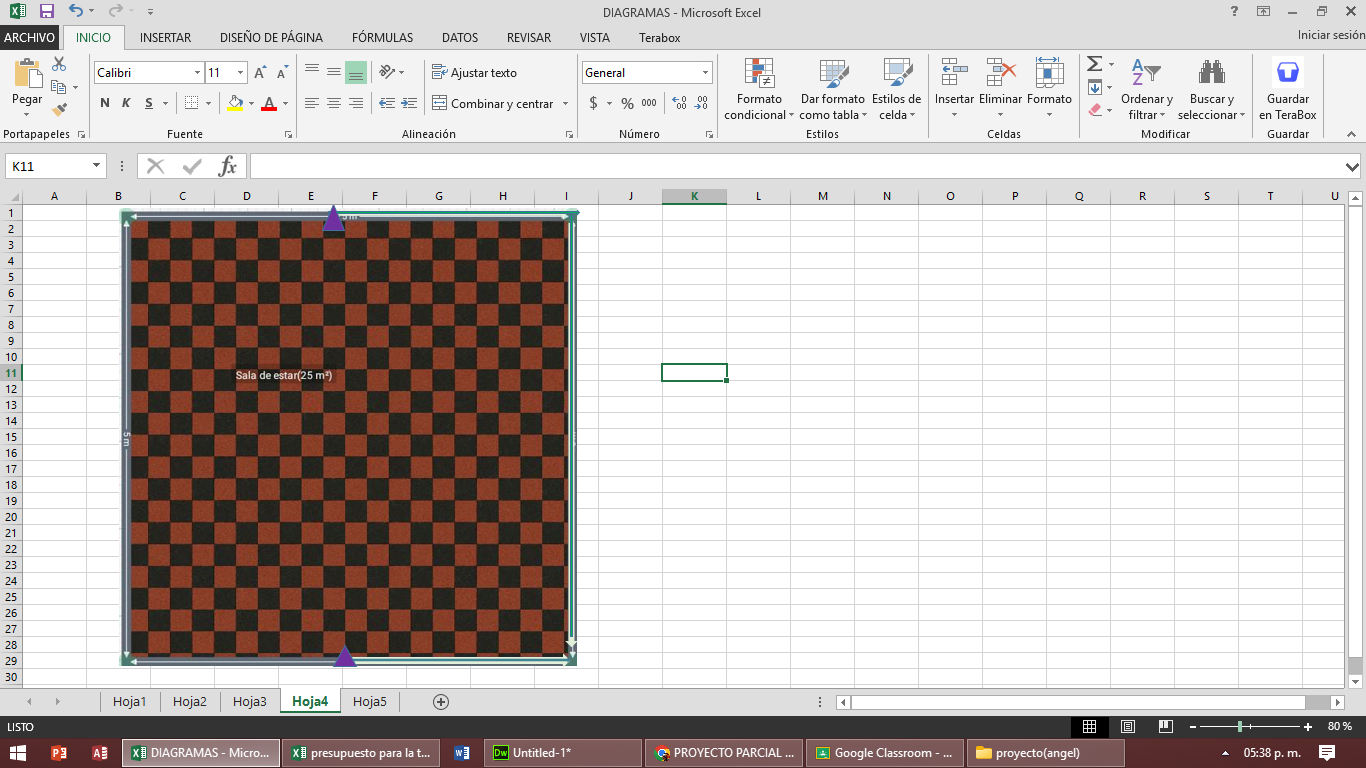 DIAGRAMAS - Microsoft Excel
ARCHIVO INICIO INSERTAR DISEÑO DE PÁGINA FÓRMULAS DATOS REVISAR VISTA Terabox Iniciar sesión
Pegar
Calibri 11
N K S A
Ajustar texto
Combinar y centrar
General
$ % 000
Formato condicional
Dar formato como tabla
Estilos de celda
Insertar Eliminar Formato
Ordenar y filtrar
Buscar y seleccionar
Guardar en TeraBox
Portapapeles Fuente Alineación Número Estilos Celdas Modificar Guardar
K11 fx
A B C D E F G H I J K L M N O P Q R S T U
1
2
3
4
5
6
7
8
9
10
11
12
13
14
15
16
17
18
19
20
21
22
23
24
25
26
27
28
29
30
Sala de estar(25 m²)
5 m
Hoja1 Hoja2 Hoja3 Hoja4 Hoja5
LISTO 80 %
DIAGRAMAS - Micro... presupuesto para la t... Untitled-1* PROYECTO PARCIAL ... Google Classroom - ... proyecto(angel) 05:38 p. m.